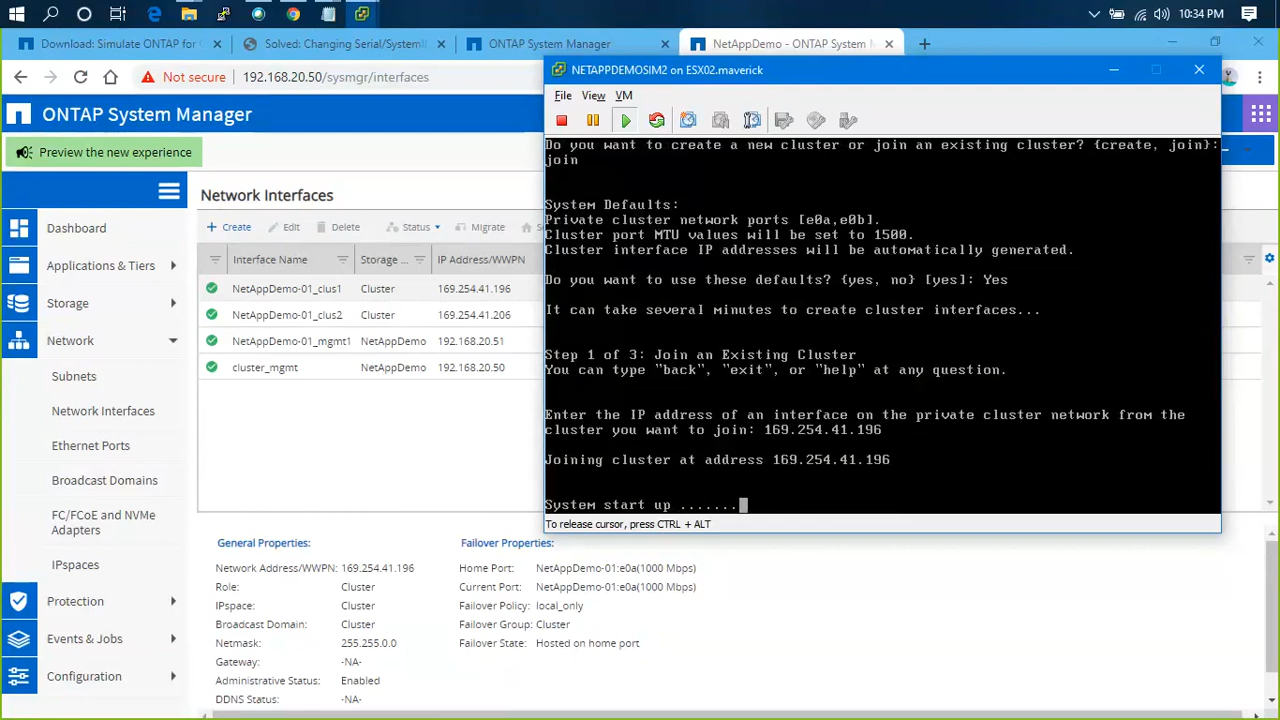 10:34 PM
Download: Simulate ONTAP for
Solved: Changing Serial/SystemI
ONTAP System Manager
NetAppDemo - ONTAP System M
Not secure
192.168.20.50/sysmgr/interfaces
ONTAP System Manager
Preview the new experience
Dashboard
Applications & Tiers
Storage
Network
Subnets
Network Interfaces
Ethernet Ports
Broadcast Domains
FC/FCoE and NVMe
Adapters
IPspaces
Protection
Events & Jobs
Configuration
Network Interfaces
Create
Edit
Delete
Status
Migrate
Interface Name
Storage ...
IP Address/WWPN
NetAppDemo-01_clus1
Cluster
169.254.41.196
NetAppDemo-01_clus2
Cluster
169.254.41.206
NetAppDemo-01_mgmt1
NetAppDemo
192.168.20.51
cluster_mgmt
NetAppDemo
192.168.20.50
General Properties:
Network Address/WWPN: 169.254.41.196
Role: Cluster
IPspace: Cluster
Broadcast Domain: Cluster
Netmask: 255.255.0.0
Gateway: -NA-
Administrative Status: Enabled
DDNS Status: -NA-
Failover Properties:
Home Port: NetAppDemo-01:e0a(1000 Mbps)
Current Port: NetAppDemo-01:e0a(1000 Mbps)
Failover Policy: local_only
Failover Group: Cluster
Failover State: Hosted on home port
NETAPPDEMOSIM2 on ESX02.maverick
File View VM
Do you want to create a new cluster or join an existing cluster? {create, join}:
join
System Defaults:
Private cluster network ports [e0a,e0b].
Cluster port MTU values will be set to 1500.
Cluster interface IP addresses will be automatically generated.
Do you want to use these defaults? {yes, no} [yes]: Yes
It can take several minutes to create cluster interfaces...
Step 1 of 3: Join an Existing Cluster
You can type "back", "exit", or "help" at any question.
Enter the IP address of an interface on the private cluster network from the
cluster you want to join: 169.254.41.196
Joining cluster at address 169.254.41.196
System start up .......
To release cursor, press CTRL + ALT